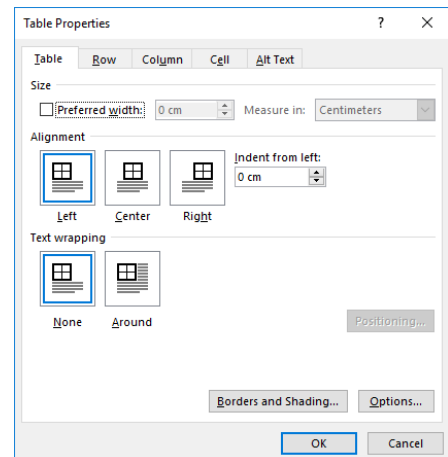 Table Properties ? ×
Table Row Column Cell Alt Text
Size
Preferred width: 0 cm Measure in: Centimeters
Alignment
Indent from left:
0 cm
Left Center Right
Text wrapping
None Around
Positioning...
Borders and Shading... Options...
OK Cancel